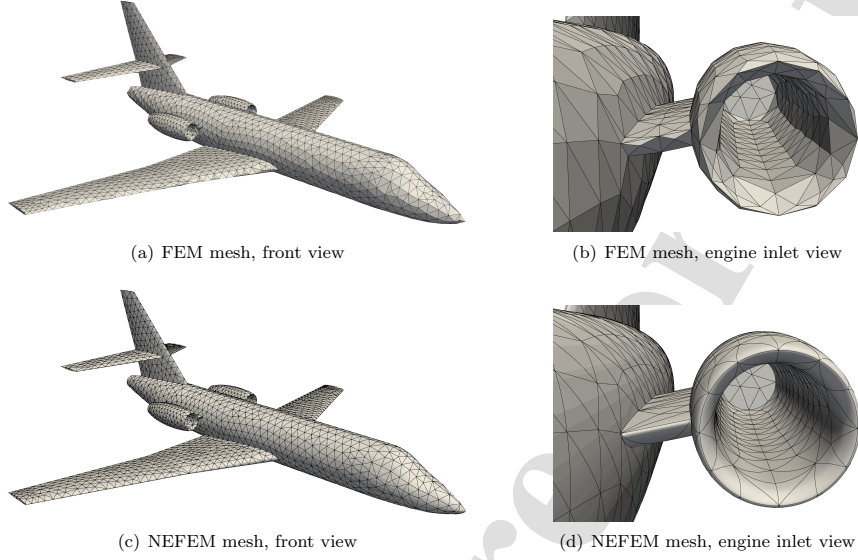 (a) FEM mesh, front view
(b) FEM mesh, engine inlet view
(c) NEFEM mesh, front view
(d) NEFEM mesh, engine inlet view